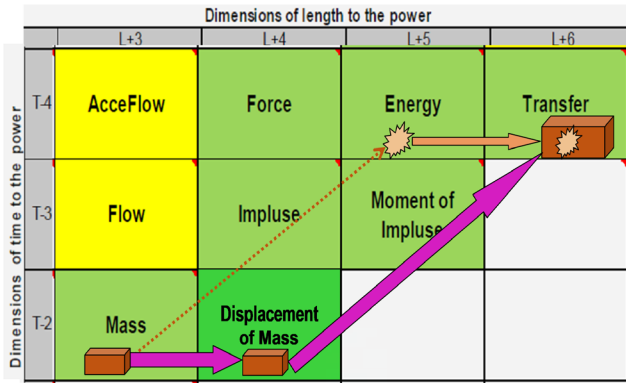 Dimensions of length to the power
L+3 L+4 L+5 L+6
Dimensions of time to the power
T-4 AcceFlow Force Energy Transfer
T-3 Flow Impluse Moment of
Impluse
T-2 Mass Displacement
of Mass